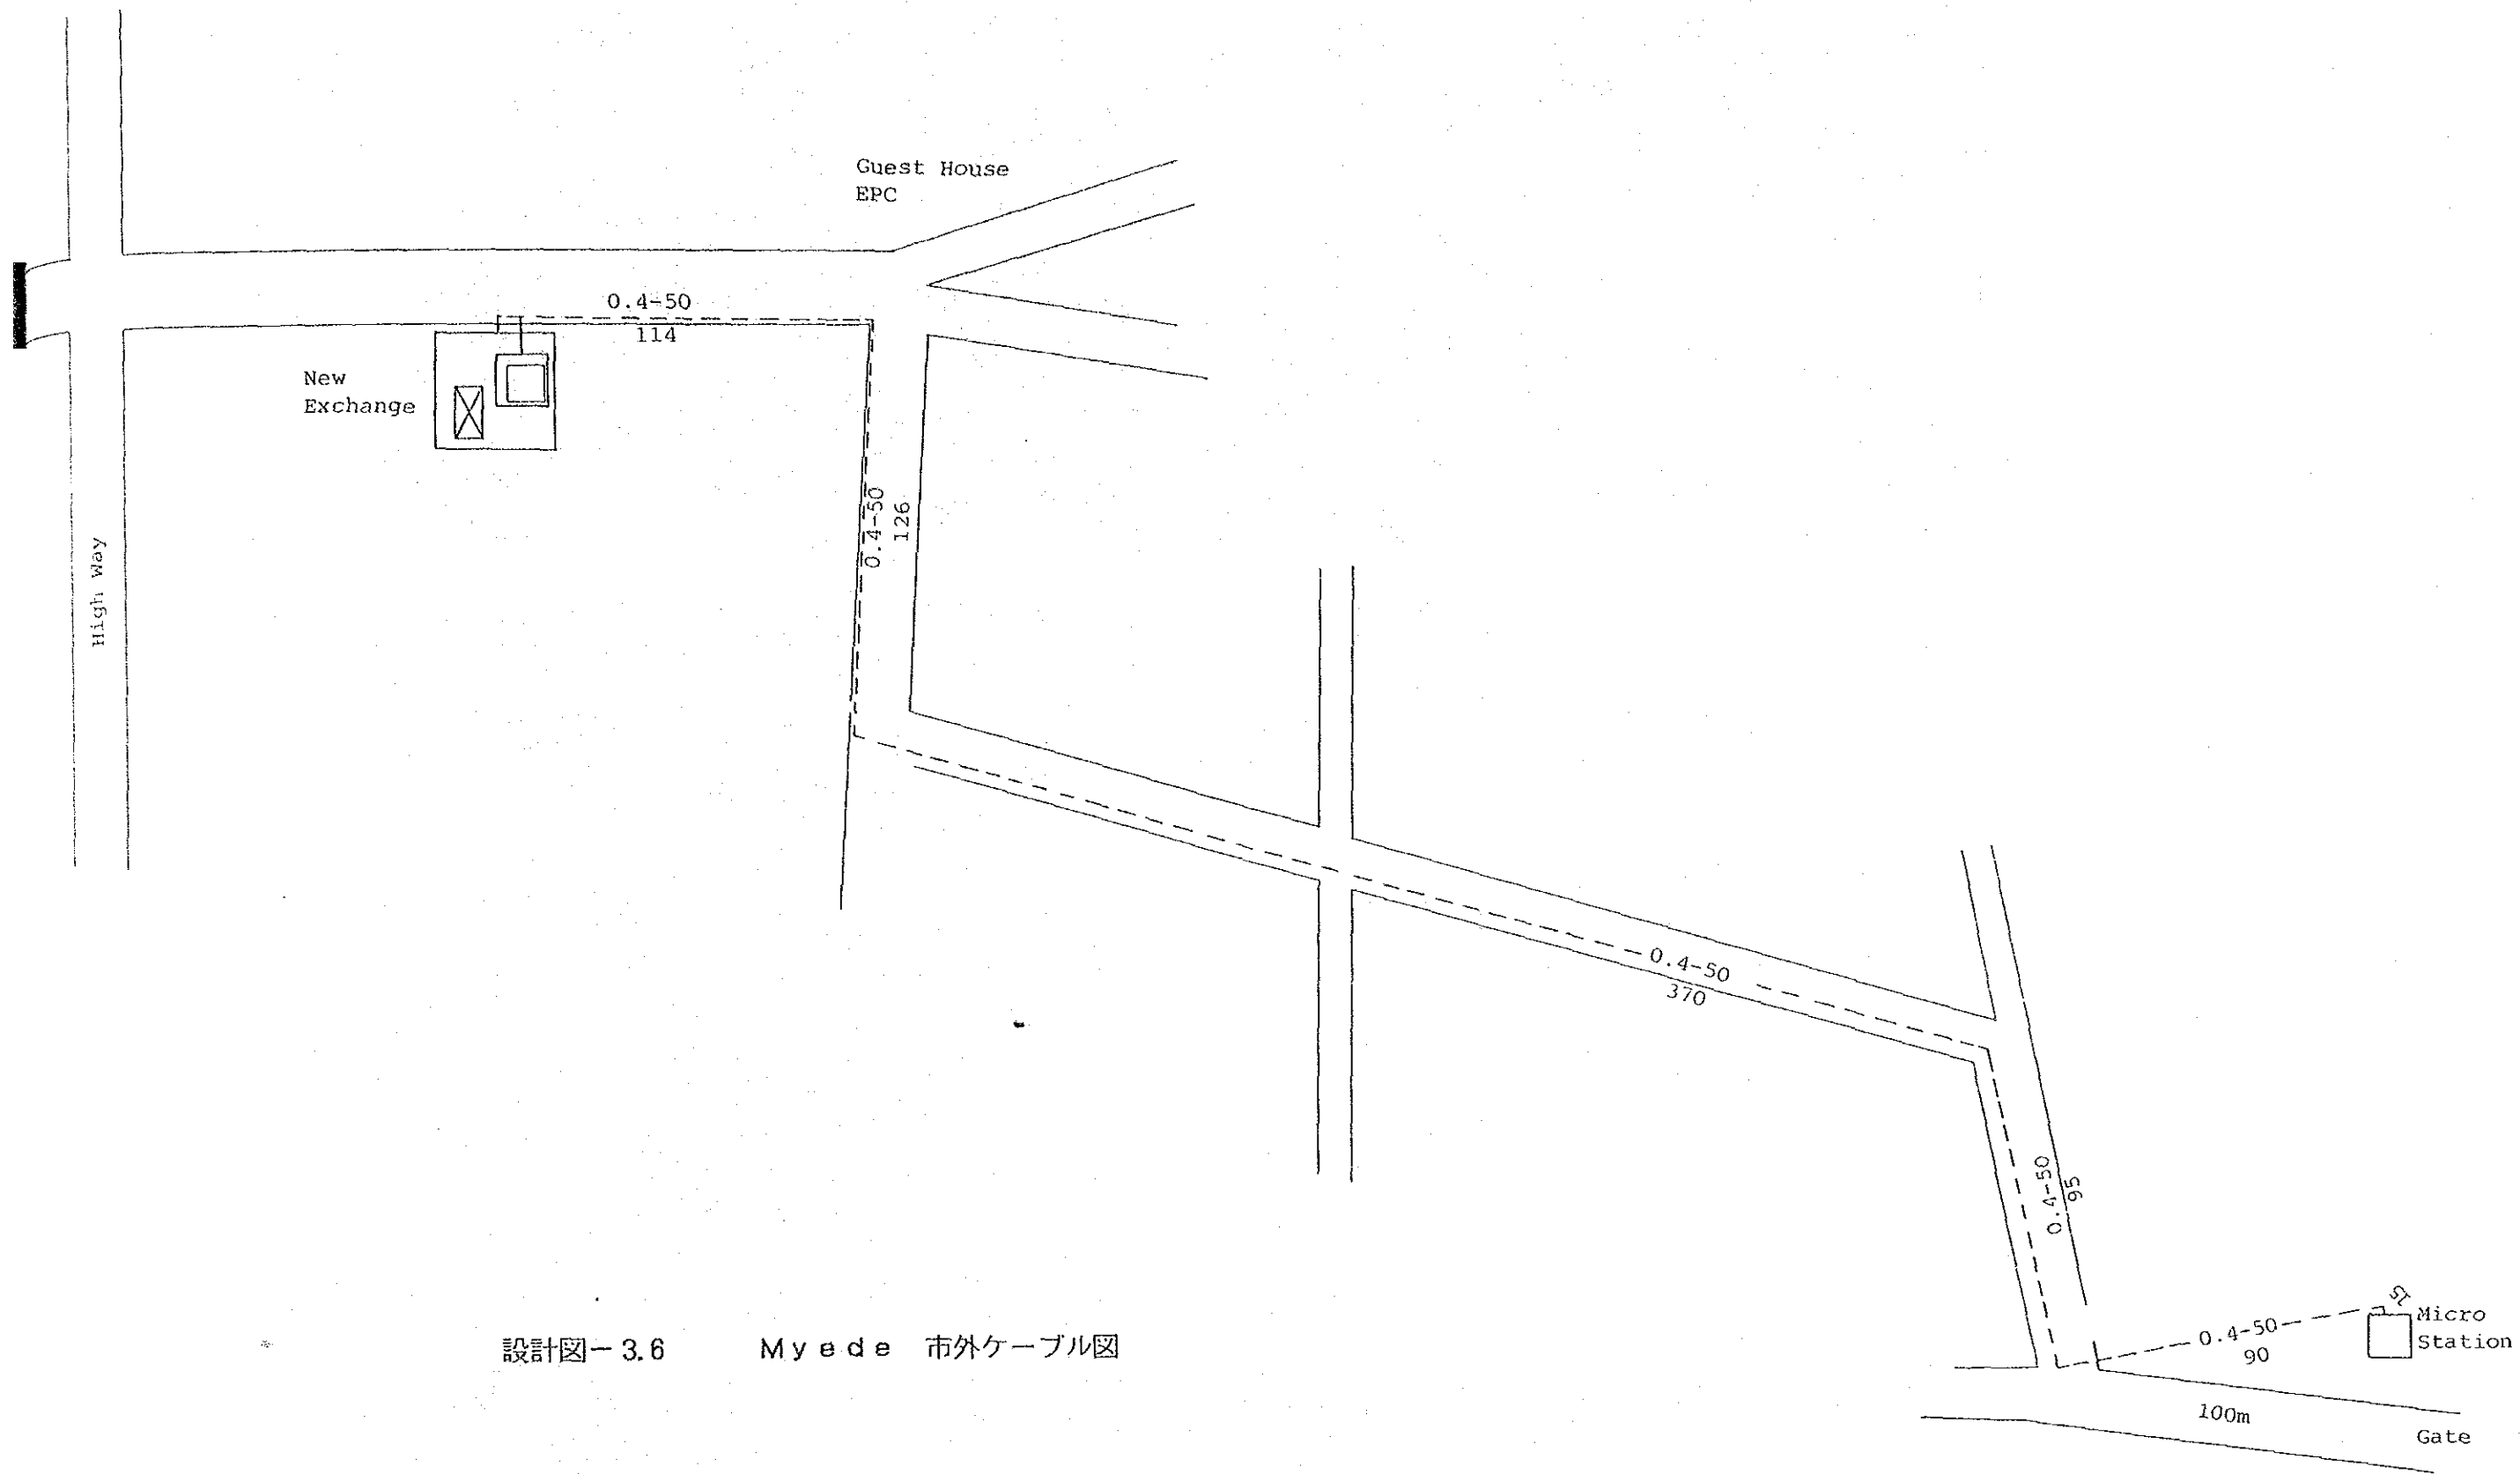 Guest House
EPC
0.4-50
114
New
Exchange
High Way
0.4-50
126
0.4-50
370
0.4-50
95
15
Micro
Station
0.4-50
90
100m
Gate
設計図-3.6 Myede 市外ケーブル図